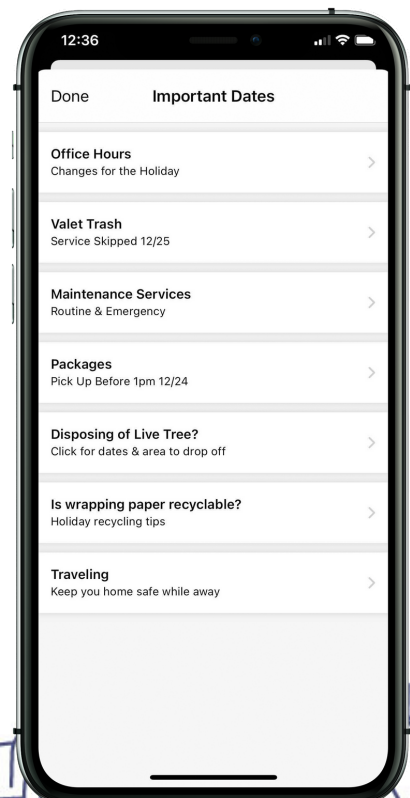 12:36
Done Important Dates
Office Hours
Changes for the Holiday
Valet Trash
Service Skipped 12/25
Maintenance Services
Routine & Emergency
Packages
Pick Up Before 1pm 12/24
Disposing of Live Tree?
Click for dates & area to drop off
Is wrapping paper recyclable?
Holiday recycling tips
Traveling
Keep you home safe while away